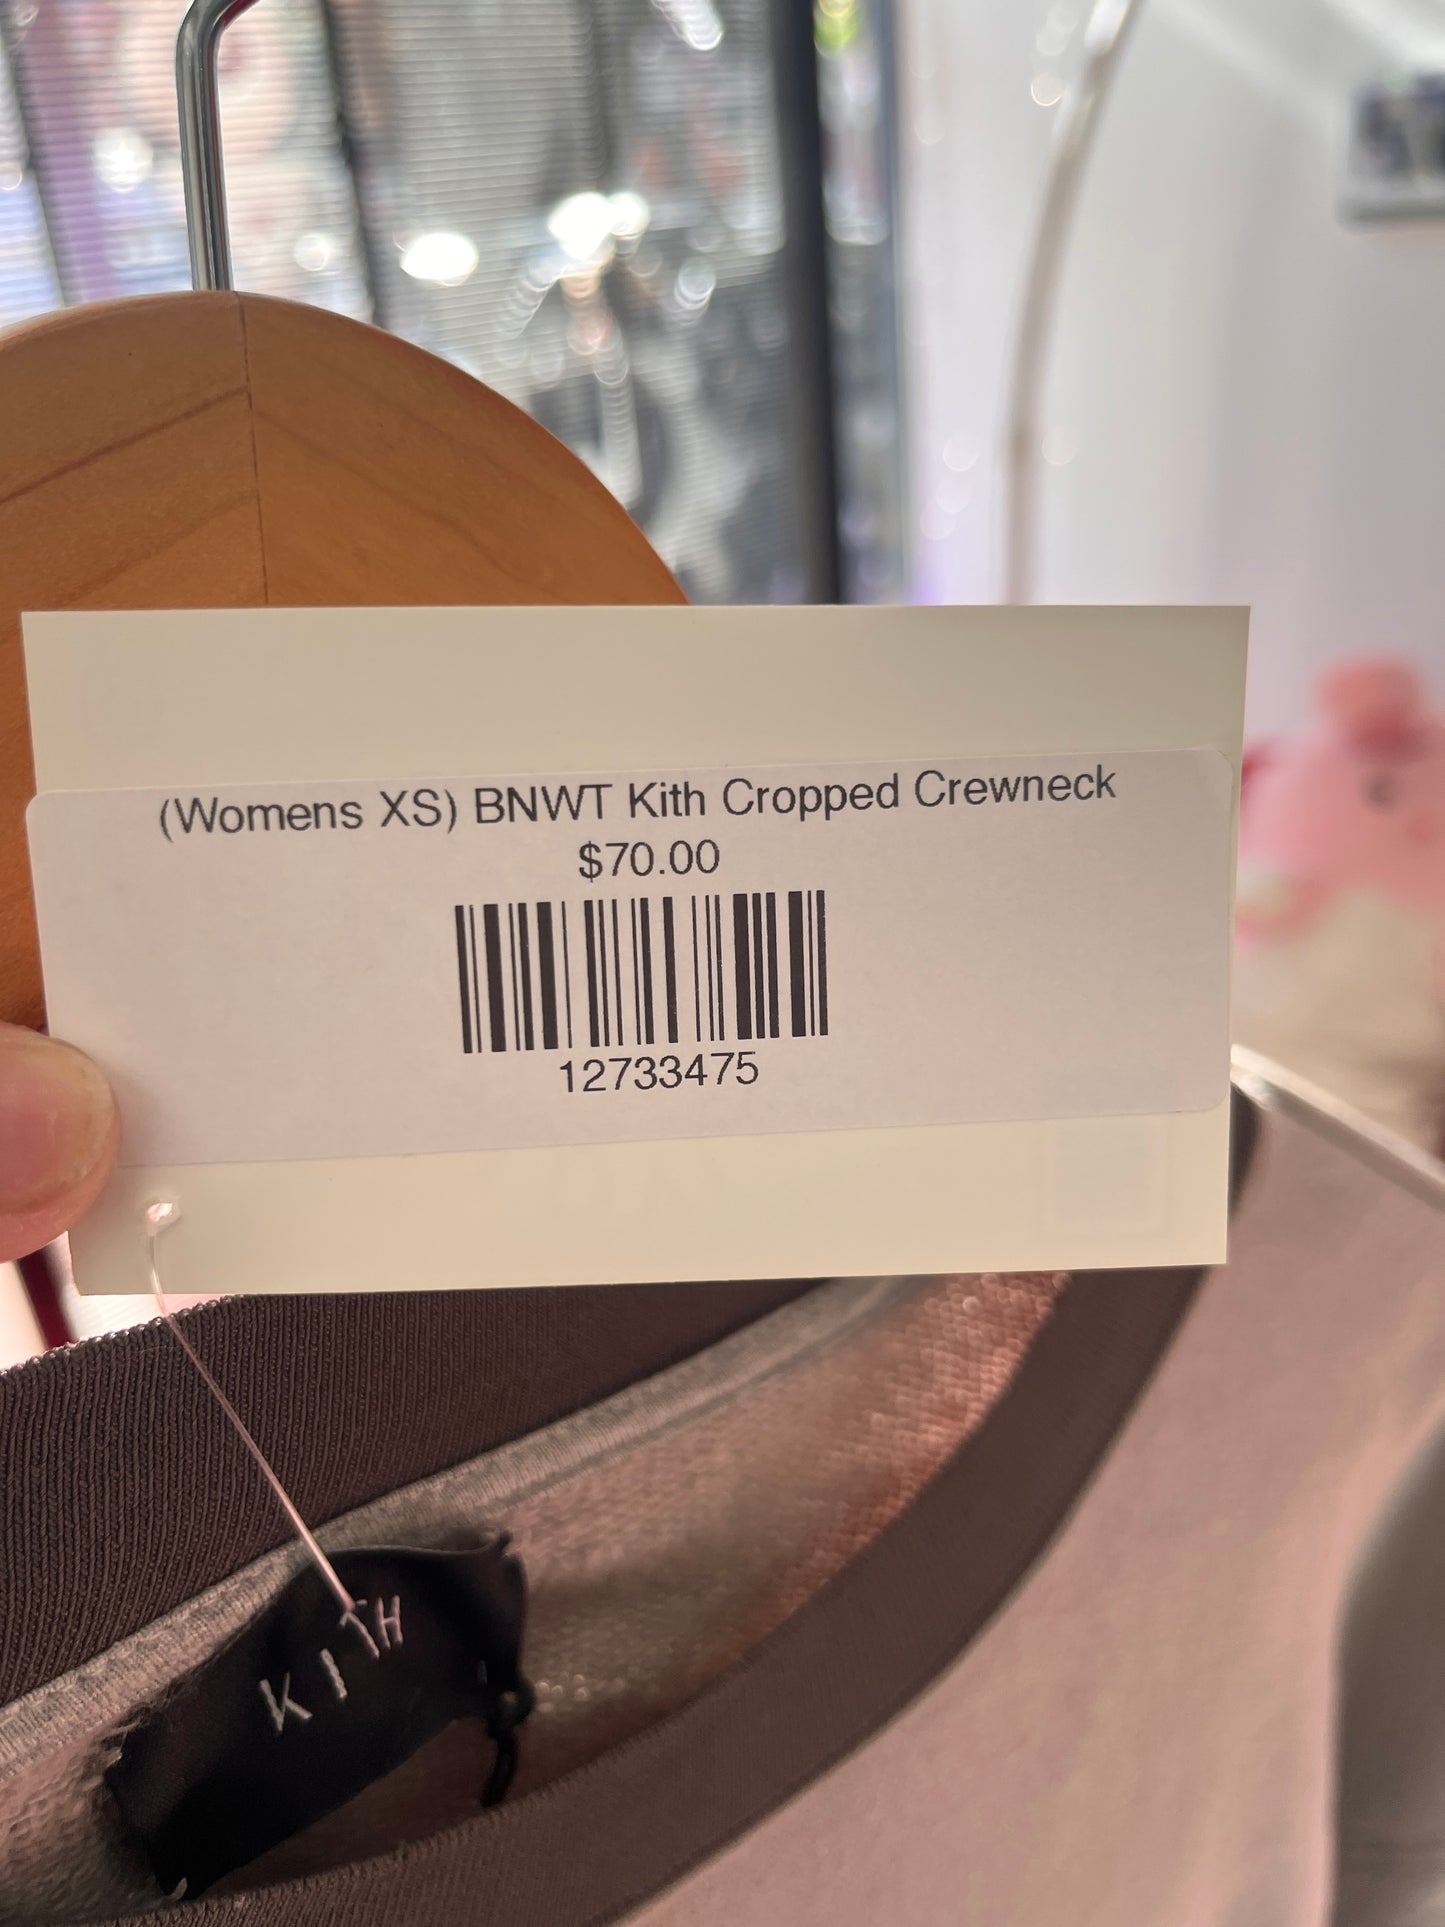 (Womens XS) BNWT Kith Cropped Crewneck
$70.00
12733475
KITH